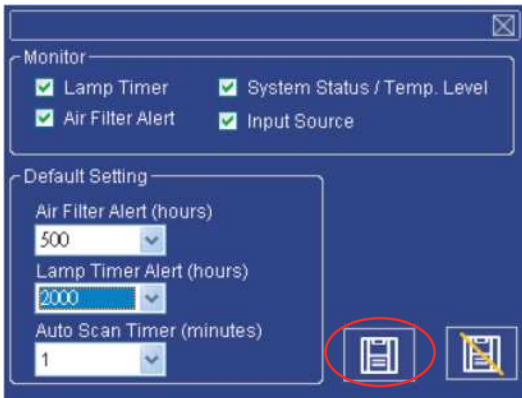 Monitor
Lamp Timer System Status / Temp. Level
Air Filter Alert Input Source
Default Setting
Air Filter Alert (hours)
500
Lamp Timer Alert (hours)
2000
Auto Scan Timer (minutes)
1